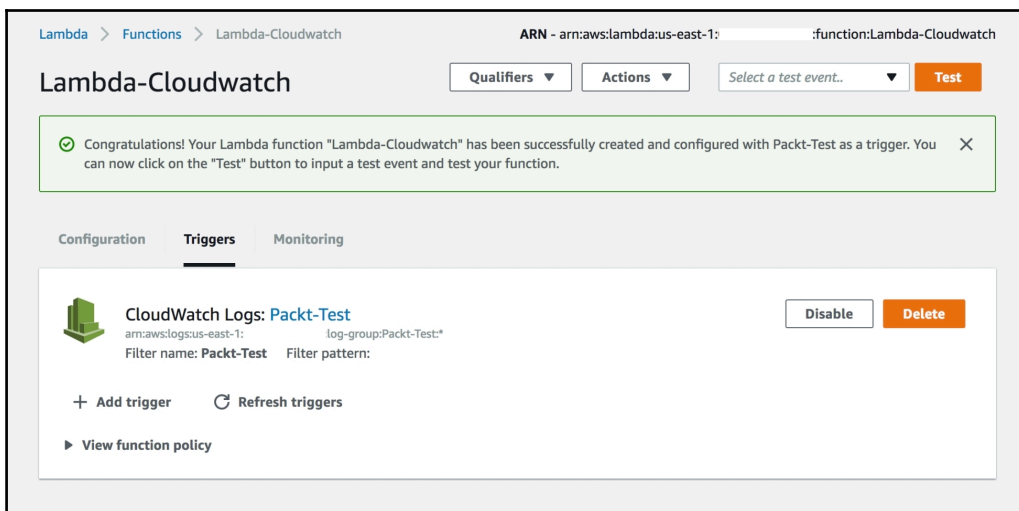 Lambda > Functions > Lambda-Cloudwatch
ARN - arn:aws:lambda:us-east-1: :function:Lambda-Cloudwatch
Lambda-Cloudwatch
Qualifiers
Actions
Select a test event..
Test
Congratulations! Your Lambda function "Lambda-Cloudwatch" has been successfully created and configured with Packt-Test as a trigger. You
can now click on the "Test" button to input a test event and test your function.
Configuration
Triggers
Monitoring
CloudWatch Logs: Packt-Test
arn:aws:logs:us-east-1: log-group:Packt-Test:*
Filter name: Packt-Test Filter pattern:
Disable
Delete
+ Add trigger
Refresh triggers
View function policy